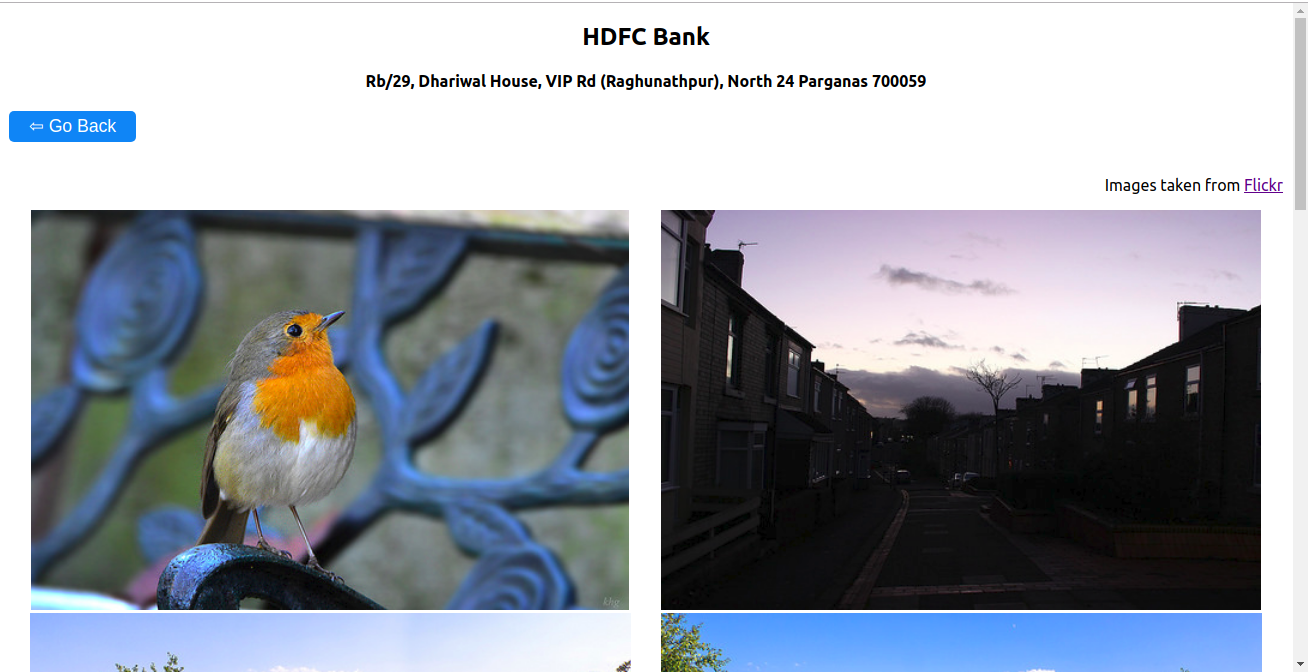 HDFC Bank
Rb/29, Dhariwal House, VIP Rd (Raghunathpur), North 24 Parganas 700059
⇦ Go Back
Images taken from Flickr
khg